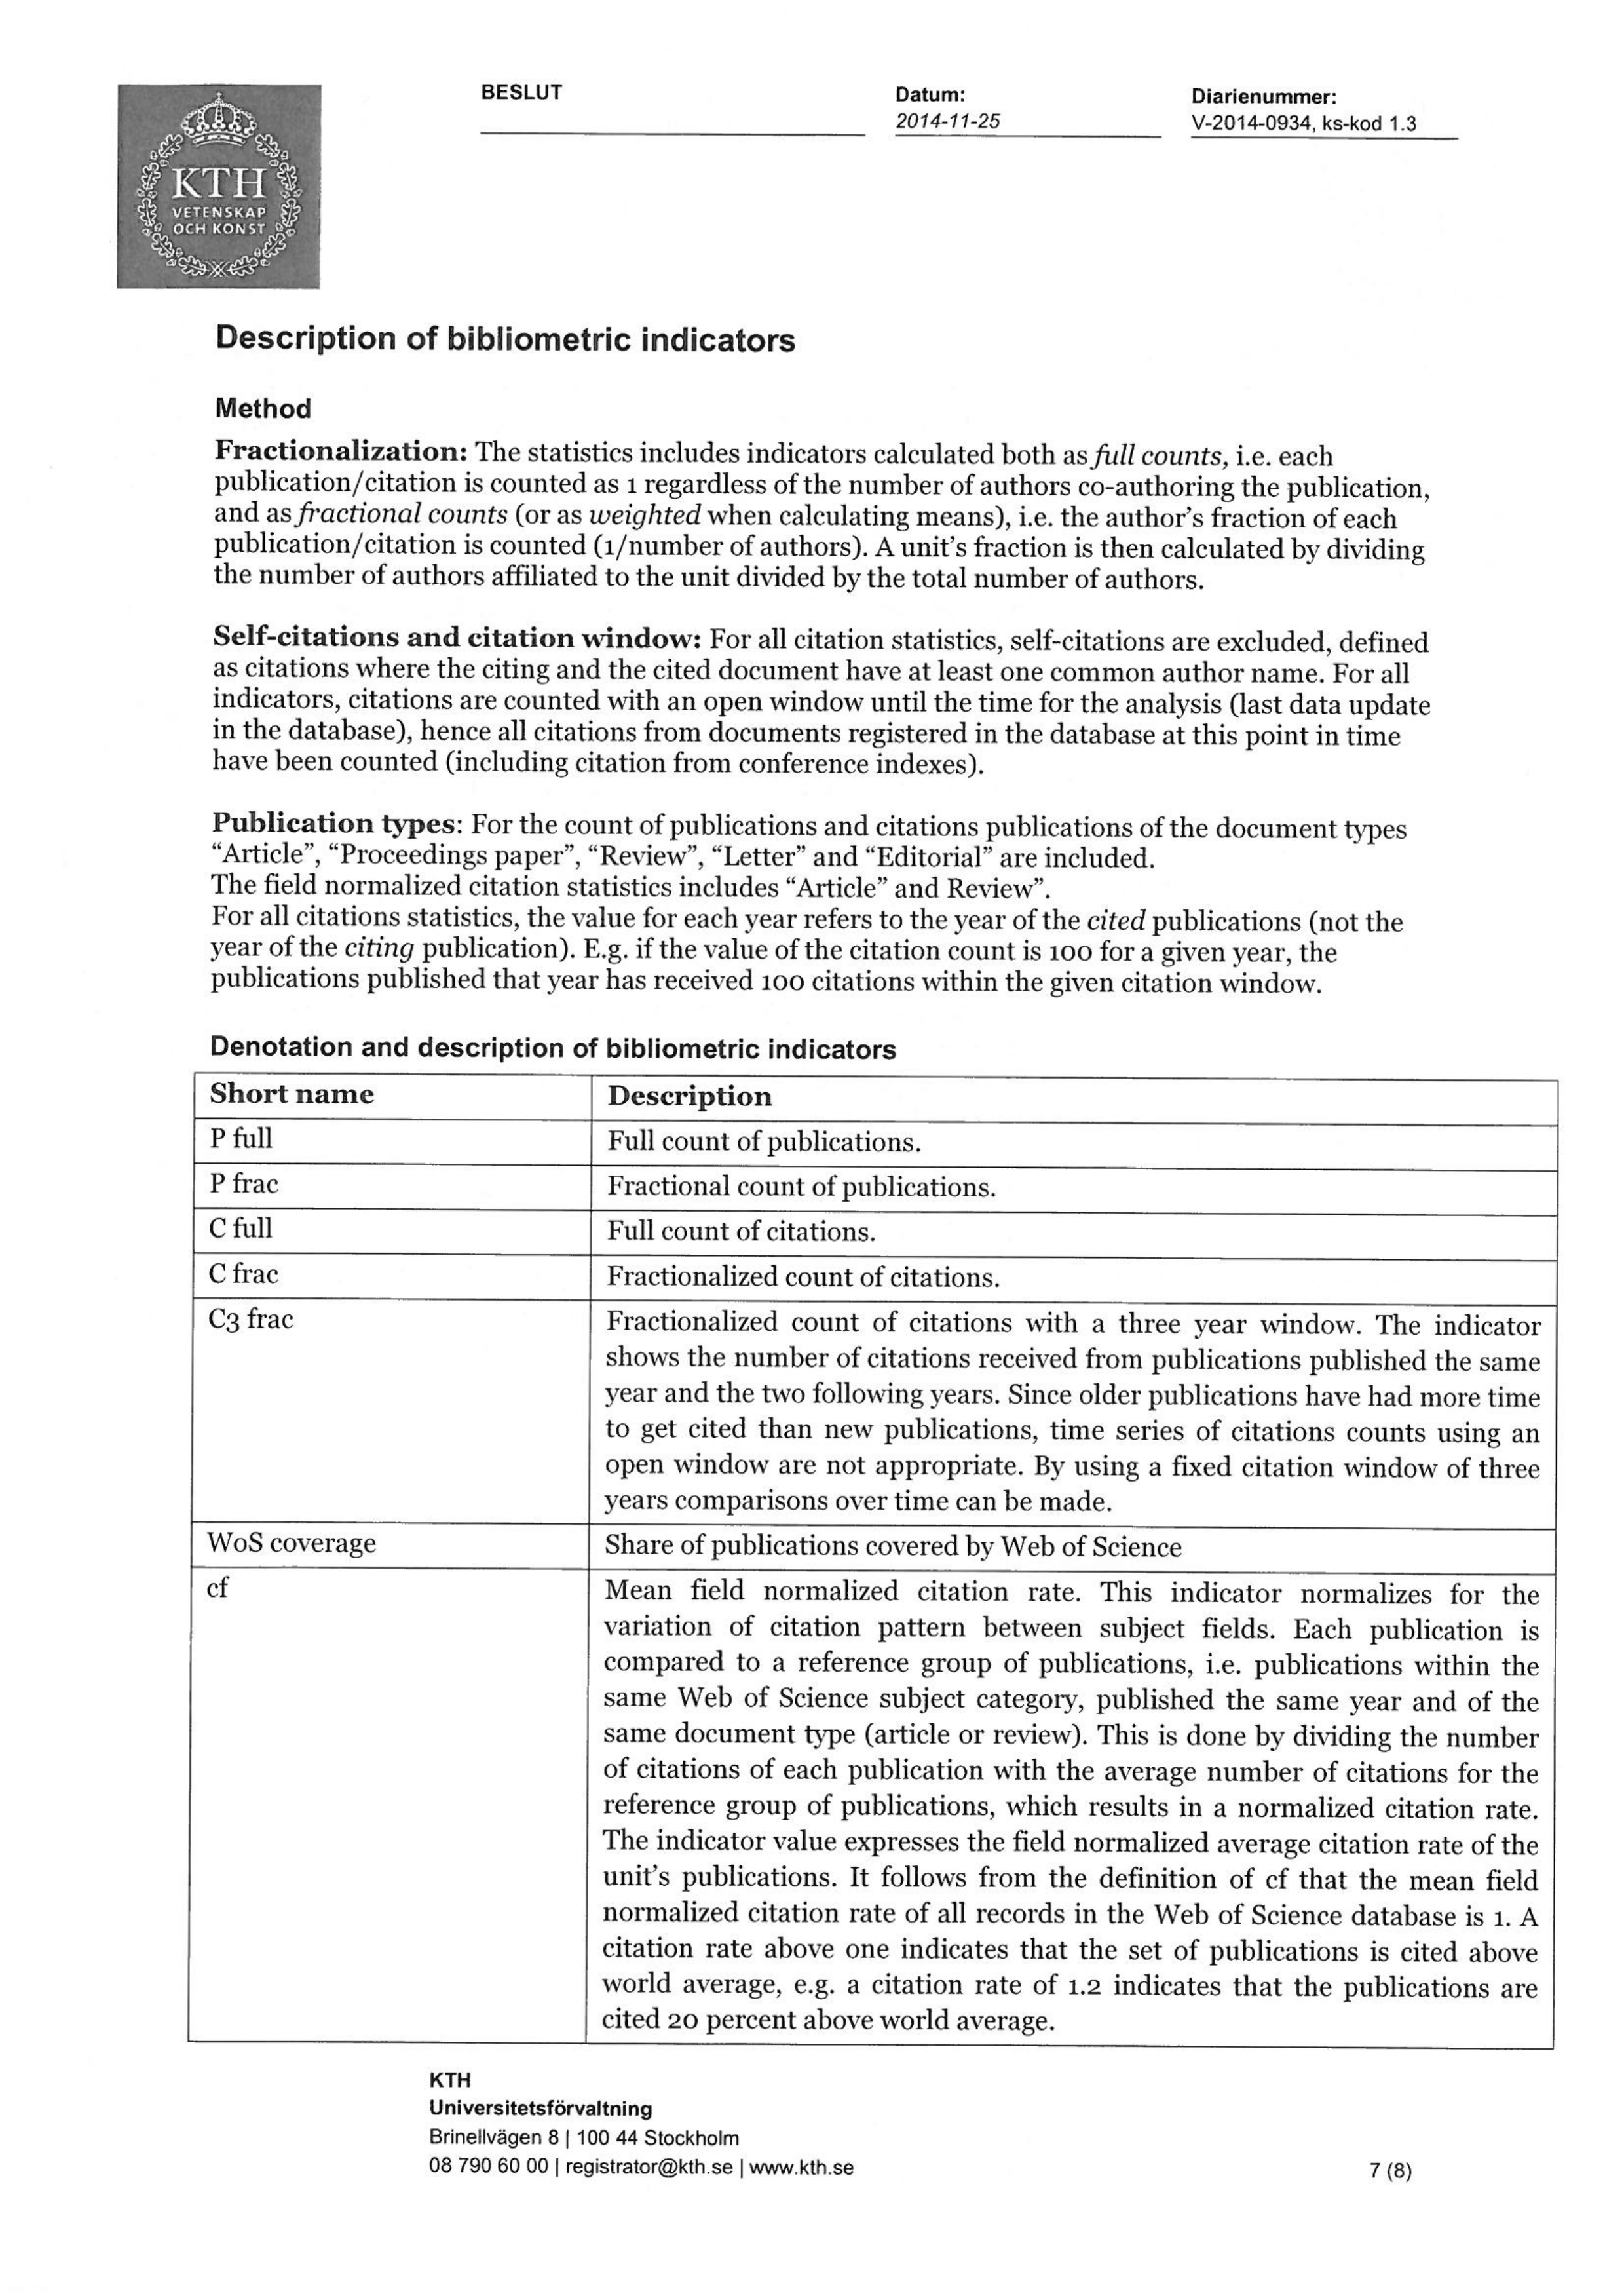 BESLUT
Datum:
2014-11-25
Diarienummer:
V-2014-0934, ks-kod 1.3
KTH
VETENSKAP
OCH KONST
Description of bibliometric indicators
Method
Fractionalization: The statistics includes indicators calculated both as full counts, i.e. each
publication/citation is counted as 1 regardless of the number of authors co-authoring the publication,
and as fractional counts (or as weighted when calculating means), i.e. the author's fraction of each
publication/citation is counted (1/number of authors). A unit's fraction is then calculated by dividing
the number of authors affiliated to the unit divided by the total number of authors.
Self-citations and citation window: For all citation statistics, self-citations are excluded, defined
as citations where the citing and the cited document have at least one common author name. For all
indicators, citations are counted with an open window until the time for the analysis (last data update
in the database), hence all citations from documents registered in the database at this point in time
have been counted (including citation from conference indexes).
Publication types: For the count of publications and citations publications of the document types
“Article”, “Proceedings paper”, “Review”, “Letter” and “Editorial” are included.
The field normalized citation statistics includes “Article” and Review”.
For all citations statistics, the value for each year refers to the year of the cited publications (not the
year of the citing publication). E.g. if the value of the citation count is 100 for a given year, the
publications published that year has received 100 citations within the given citation window.
Denotation and description of bibliometric indicators
Short name
Description
P full
Full count of publications.
P frac
Fractional count of publications.
C full
Full count of citations.
C frac
Fractionalized count of citations.
C3 frac
Fractionalized count of citations with a three year window. The indicator
shows the number of citations received from publications published the same
year and the two following years. Since older publications have had more time
to get cited than new publications, time series of citations counts using an
open window are not appropriate. By using a fixed citation window of three
years comparisons over time can be made.
WoS coverage
Share of publications covered by Web of Science
cf
Mean field normalized citation rate. This indicator normalizes for the
variation of citation pattern between subject fields. Each publication is
compared to a reference group of publications, i.e. publications within the
same Web of Science subject category, published the same year and of the
same document type (article or review). This is done by dividing the number
of citations of each publication with the average number of citations for the
reference group of publications, which results in a normalized citation rate.
The indicator value expresses the field normalized average citation rate of the
unit's publications. It follows from the definition of cf that the mean field
normalized citation rate of all records in the Web of Science database is 1. A
citation rate above one indicates that the set of publications is cited above
world average, e.g. a citation rate of 1.2 indicates that the publications are
cited 20 percent above world average.
KTH
Universitetsförvaltning
Brinellvägen 8 | 100 44 Stockholm
08 790 60 00 | registrator@kth.se | www.kth.se
7 (8)